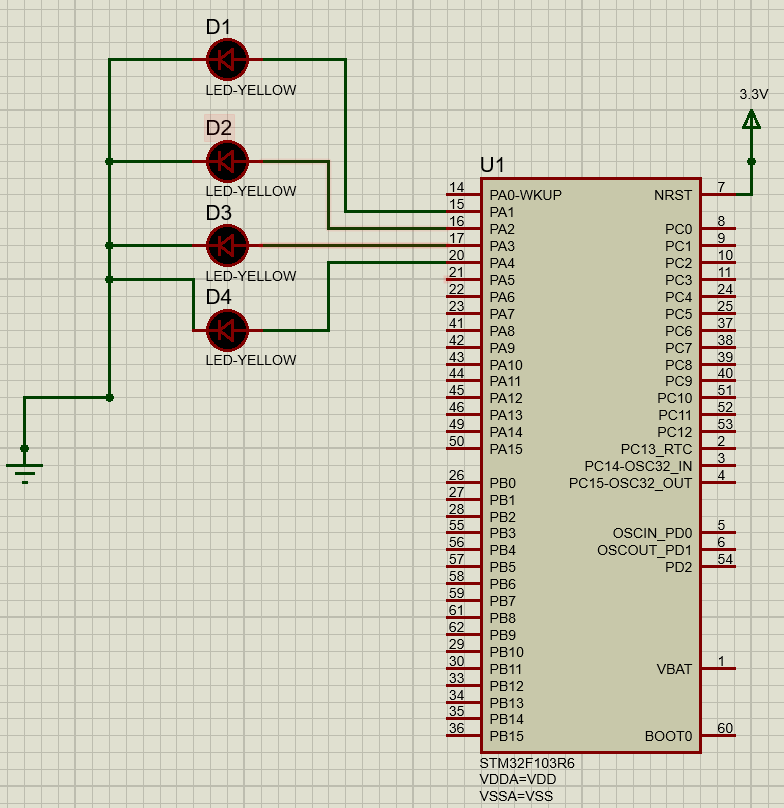 D1
LED-YELLOW
D2
LED-YELLOW
D3
LED-YELLOW
D4
LED-YELLOW
3.3V
U1
14 PA0-WKUP NRST 7
15 PA1
16 PA2 PC0 8
17 PA3 PC1 9
20 PA4 PC2 10
21 PA5 PC3 11
22 PA6 PC4 24
23 PA7 PC5 25
41 PA8 PC6 37
42 PA9 PC7 38
43 PA10 PC8 39
44 PA11 PC9 40
45 PA12 PC10 51
46 PA13 PC11 52
49 PA14 PC12 53
50 PA15 PC13_RTC 2
PC14-OSC32_IN 3
26 PB0 PC15-OSC32_OUT 4
27 PB1
28 PB2
55 PB3 OSCIN_PD0 5
56 PB4 OSCOUT_PD1 6
57 PB5 PD2 54
58 PB6
59 PB7
61 PB8
62 PB9
29 PB10
30 PB11 VBAT 1
33 PB12
34 PB13
35 PB14
36 PB15 BOOT0 60
STM32F103R6
VDDA=VDD
VSSA=VSS